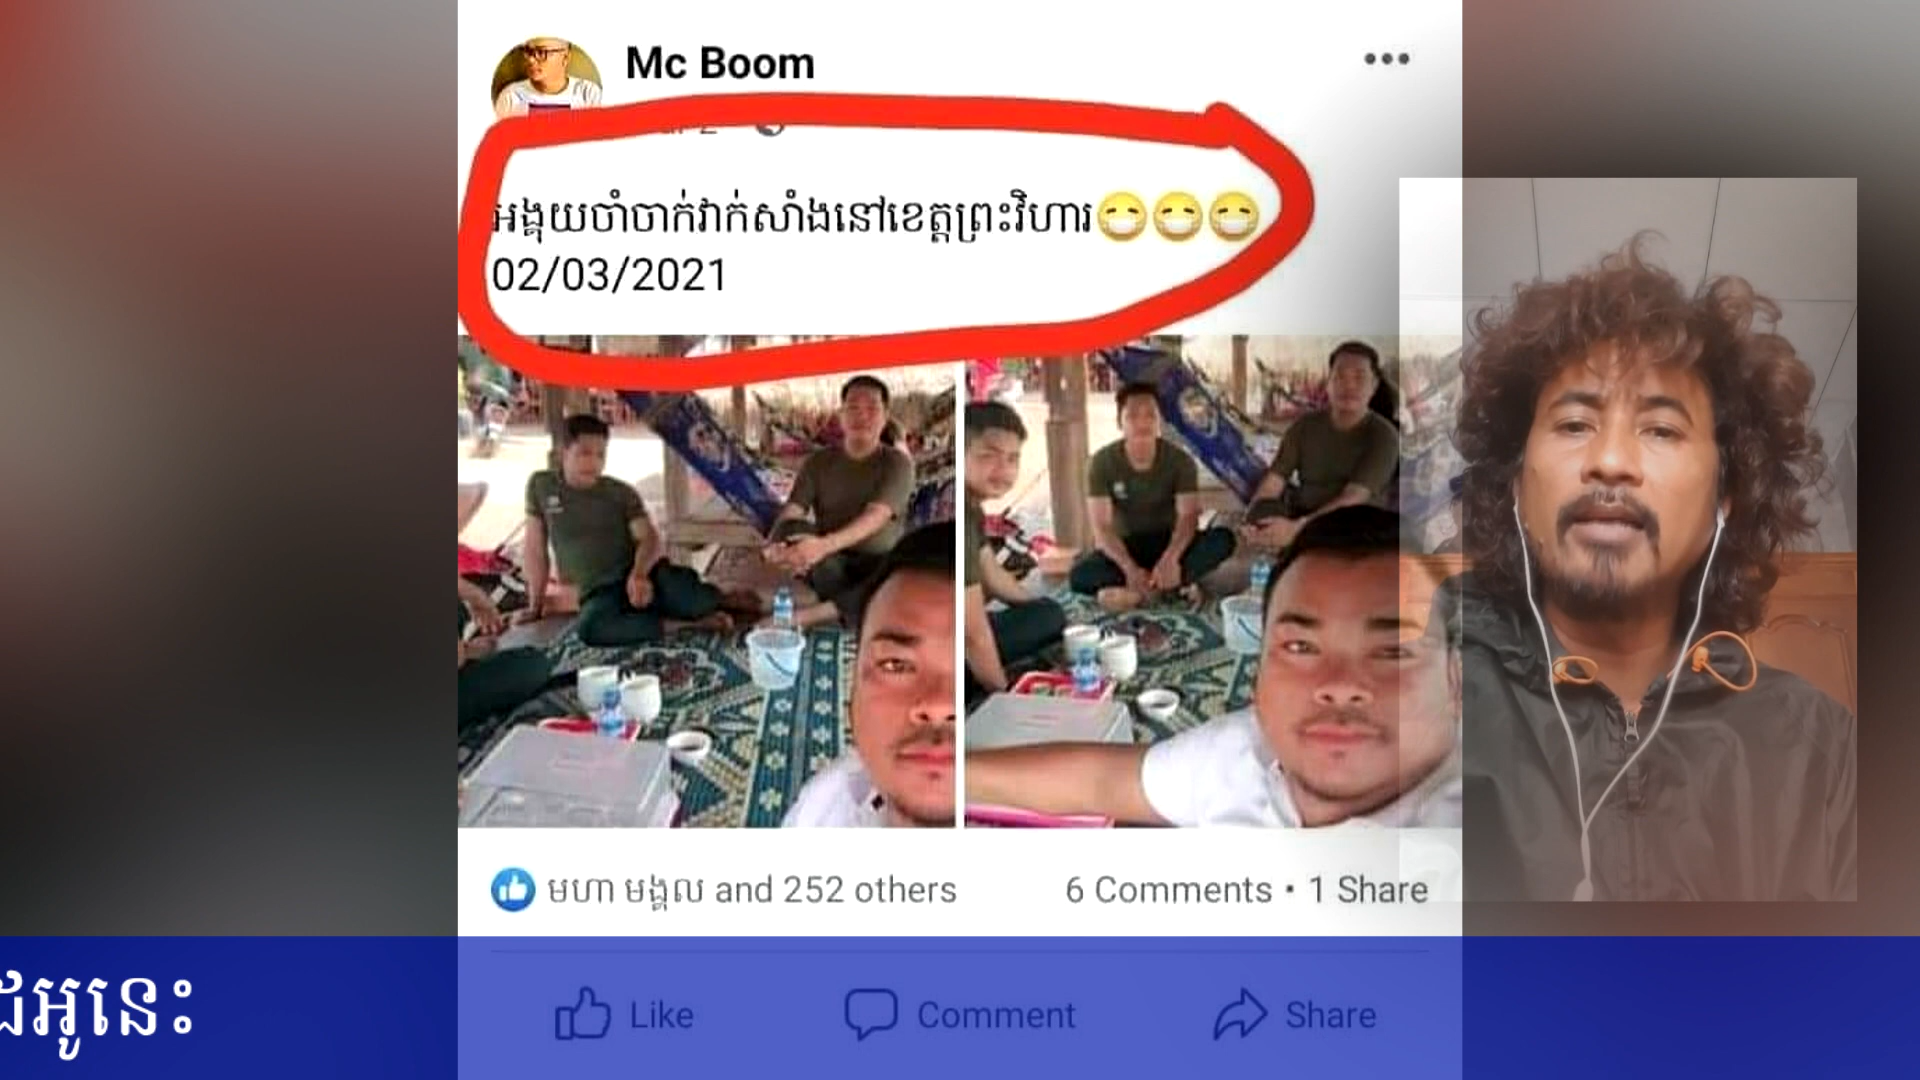 Mc Boom
អង្គុយចាំចាក់វ៉ាក់សាំងនៅខេត្តព្រះវិហារ😷😷😷
02/03/2021
មហា មង្គល and 252 others
6 Comments • 1 Share
Like
Comment
Share
ដេអូនេះ